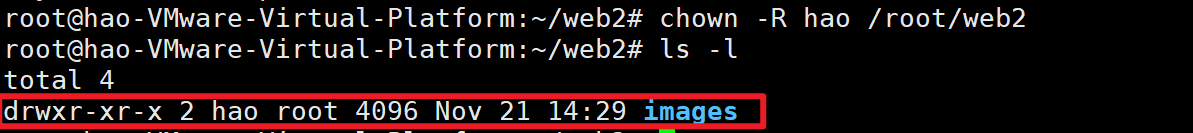 root@hao-VMware-Virtual-Platform:~/web2# chown -R hao /root/web2
root@hao-VMware-Virtual-Platform:~/web2# ls -l
total 4
drwxr-xr-x 2 hao root 4096 Nov 21 14:29 images